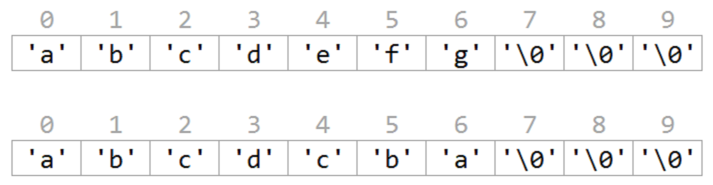 0 1 2 3 4 5 6 7 8 9
'a' 'b' 'c' 'd' 'e' 'f' 'g' '\0' '\0' '\0'
0 1 2 3 4 5 6 7 8 9
'a' 'b' 'c' 'd' 'c' 'b' 'a' '\0' '\0' '\0'